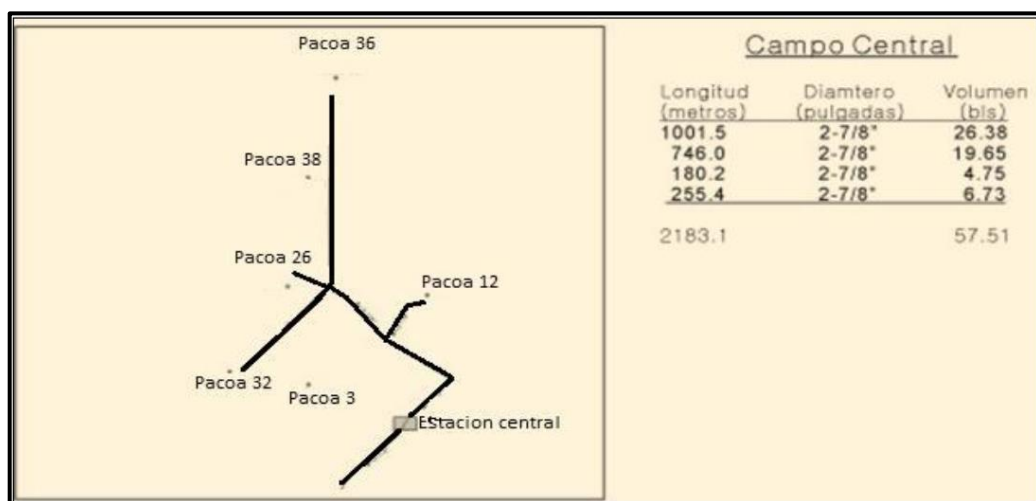 Pacoa 36
Pacoa 38
Pacoa 26
Pacoa 12
Pacoa 32
Pacoa 3
Estacion central
Campo Central
Longitud Diamtero Volumen
(metros) (pulgadas) (bls)
1001.5 2-7/8" 26.38
746.0 2-7/8" 19.65
180.2 2-7/8" 4.75
255.4 2-7/8" 6.73
2183.1 57.51